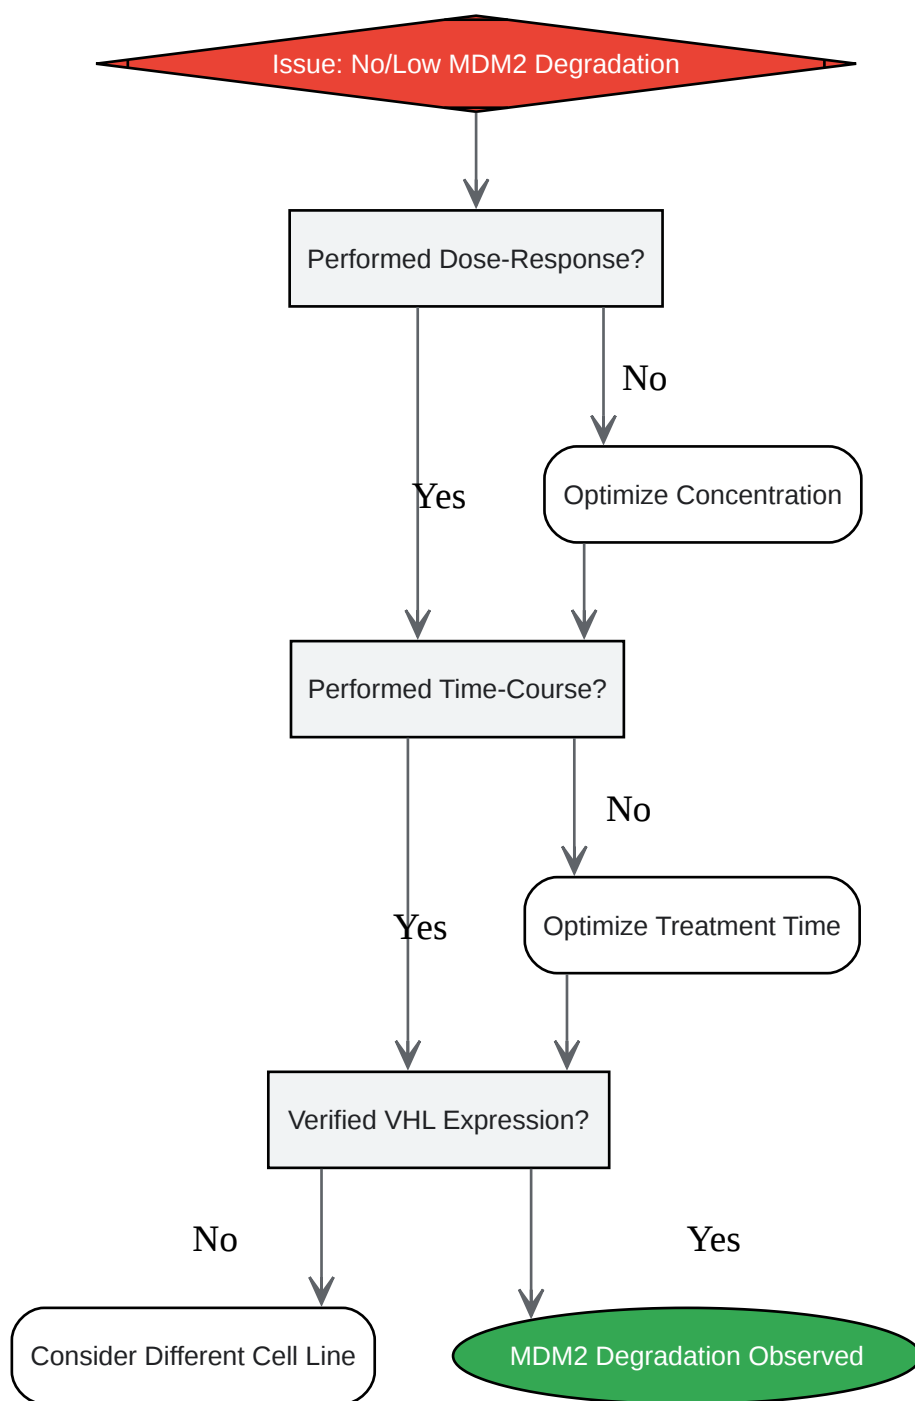 Issue: No/Low MDM2 Degradation
Performed Dose-Response?
No
Yes
Optimize Concentration
Performed Time-Course?
No
Yes
Optimize Treatment Time
Verified VHL Expression?
No
Yes
Consider Different Cell Line
MDM2 Degradation Observed